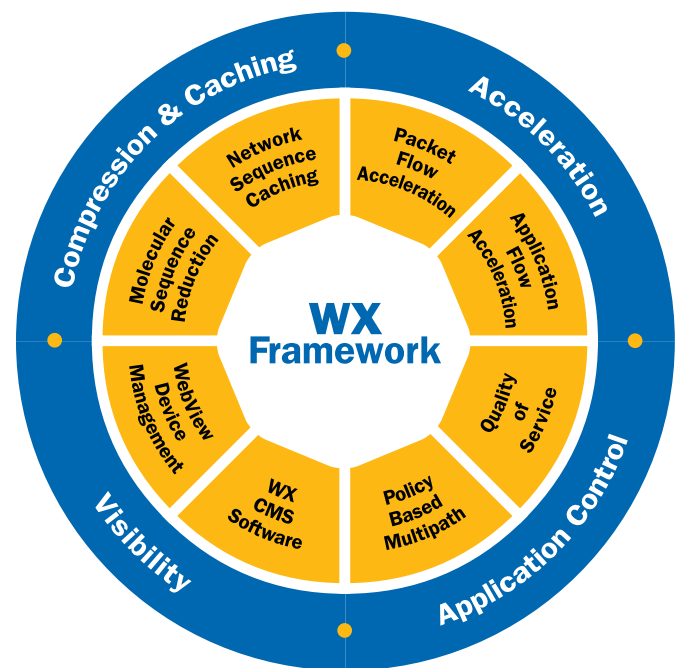 Compression & Caching
Acceleration
Network
Sequence
Caching
Packet
Flow
Acceleration
Molecular
Sequence
Reduction
Application
Flow
Acceleration
WX
Framework
WebView
Device
Management
Quality
of
Service
WX
CMS
Software
Policy
Based
Multipath
Visibility
Application Control